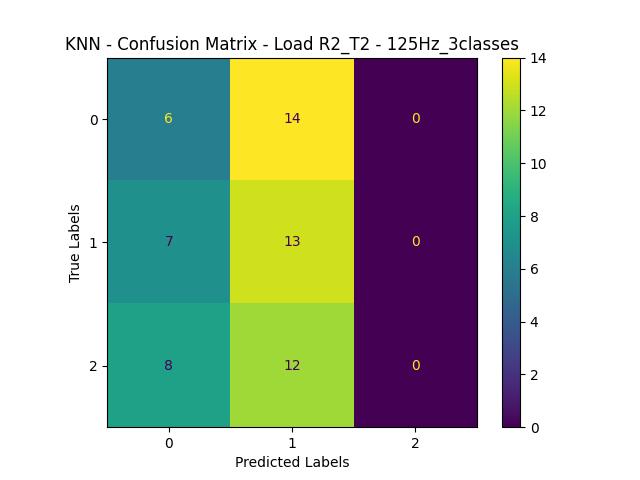 KNN - Confusion Matrix - Load R2_T2 - 125Hz_3classes
True Labels
0 6 14 0
1 7 13 0
2 8 12 0
0 1 2
Predicted Labels
14
12
10
8
6
4
2
0